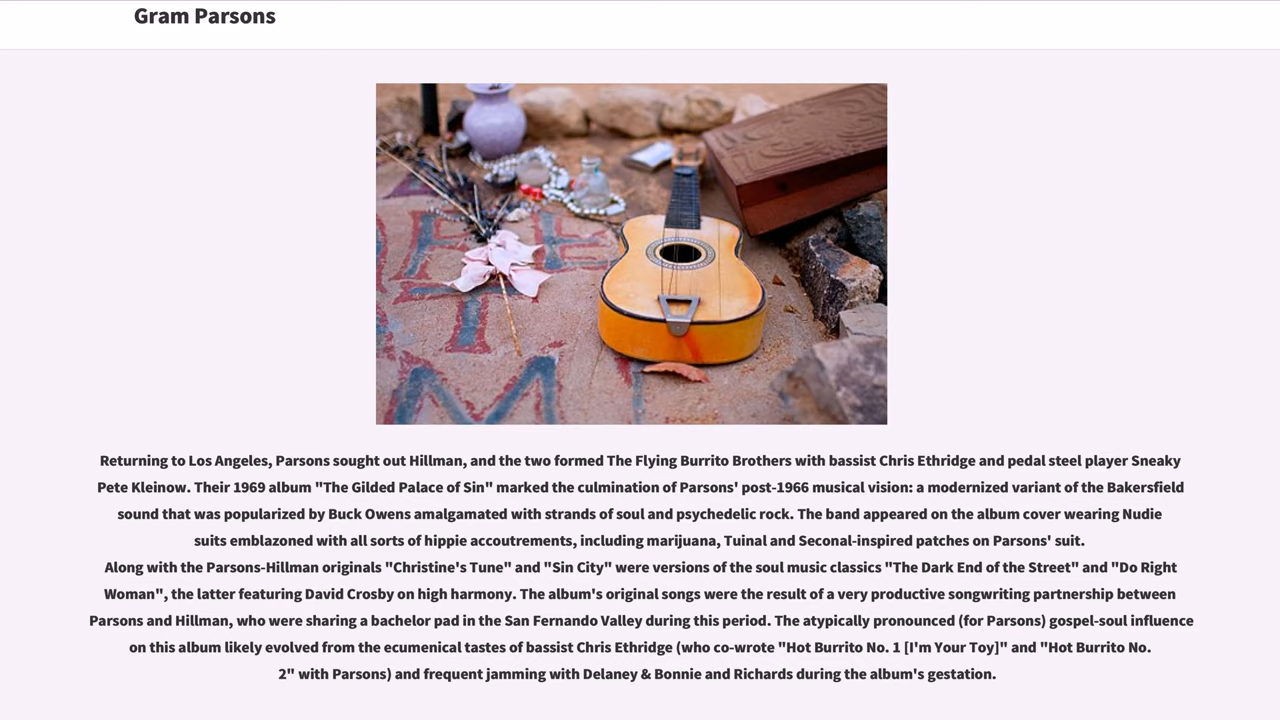 Gram Parsons
Returning to Los Angeles, Parsons sought out Hillman, and the two formed The Flying Burrito Brothers with bassist Chris Ethridge and pedal steel player Sneaky
Pete Kleinow. Their 1969 album "The Gilded Palace of Sin" marked the culmination of Parsons' post-1966 musical vision: a modernized variant of the Bakersfield
sound that was popularized by Buck Owens amalgamated with strands of soul and psychedelic rock. The band appeared on the album cover wearing Nudie
suits emblazoned with all sorts of hippie accoutrements, including marijuana, Tuinal and Seconal-inspired patches on Parsons' suit.
Along with the Parsons-Hillman originals "Christine's Tune" and "Sin City" were versions of the soul music classics "The Dark End of the Street" and "Do Right
Woman", the latter featuring David Crosby on high harmony. The album's original songs were the result of a very productive songwriting partnership between
Parsons and Hillman, who were sharing a bachelor pad in the San Fernando Valley during this period. The atypically pronounced (for Parsons) gospel-soul influence
on this album likely evolved from the ecumenical tastes of bassist Chris Ethridge (who co-wrote "Hot Burrito No. 1 [I'm Your Toy]" and "Hot Burrito No.
2" with Parsons) and frequent jamming with Delaney & Bonnie and Richards during the album's gestation.